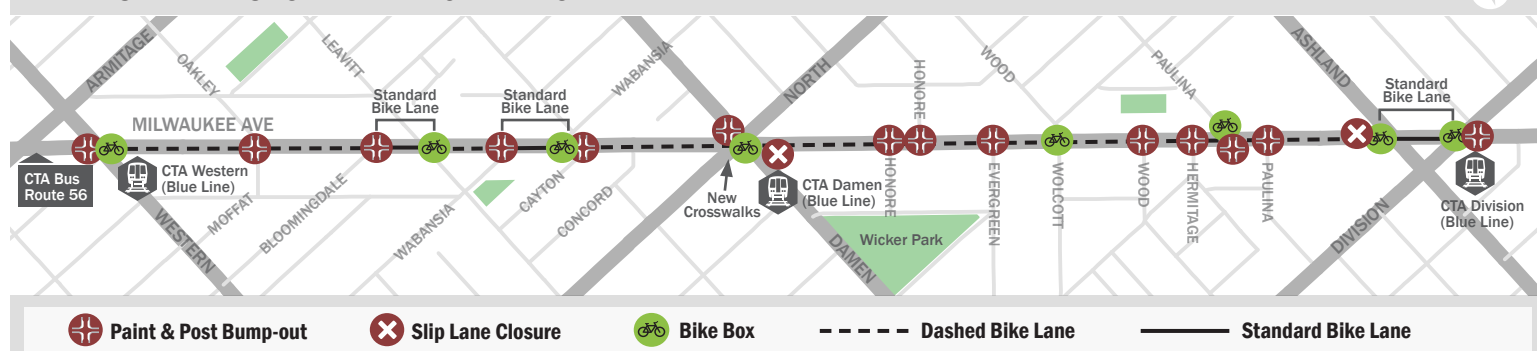 ARMITAGE
OAKLEY
LEAVITT
WABANSIA
NORTH
HONORE
WOOD
PAULINA
ASHLAND
Standard
Bike Lane
Standard
Bike Lane
Standard
Bike Lane
MILWAUKEE AVE
CTA Bus
Route 56
CTA Western
(Blue Line)
New
Crosswalks
CTA Damen
(Blue Line)
CTA Division
(Blue Line)
WESTERN
MOFFAT
BLOOMINGDALE
WABANSIA
CAYTON
CONCORD
DAMEN
Wicker Park
HONORE
EVERGREEN
WOLCOTT
WOOD
HERMITAGE
PAULINA
DIVISION
Paint & Post Bump-out
Slip Lane Closure
Bike Box
Dashed Bike Lane
Standard Bike Lane